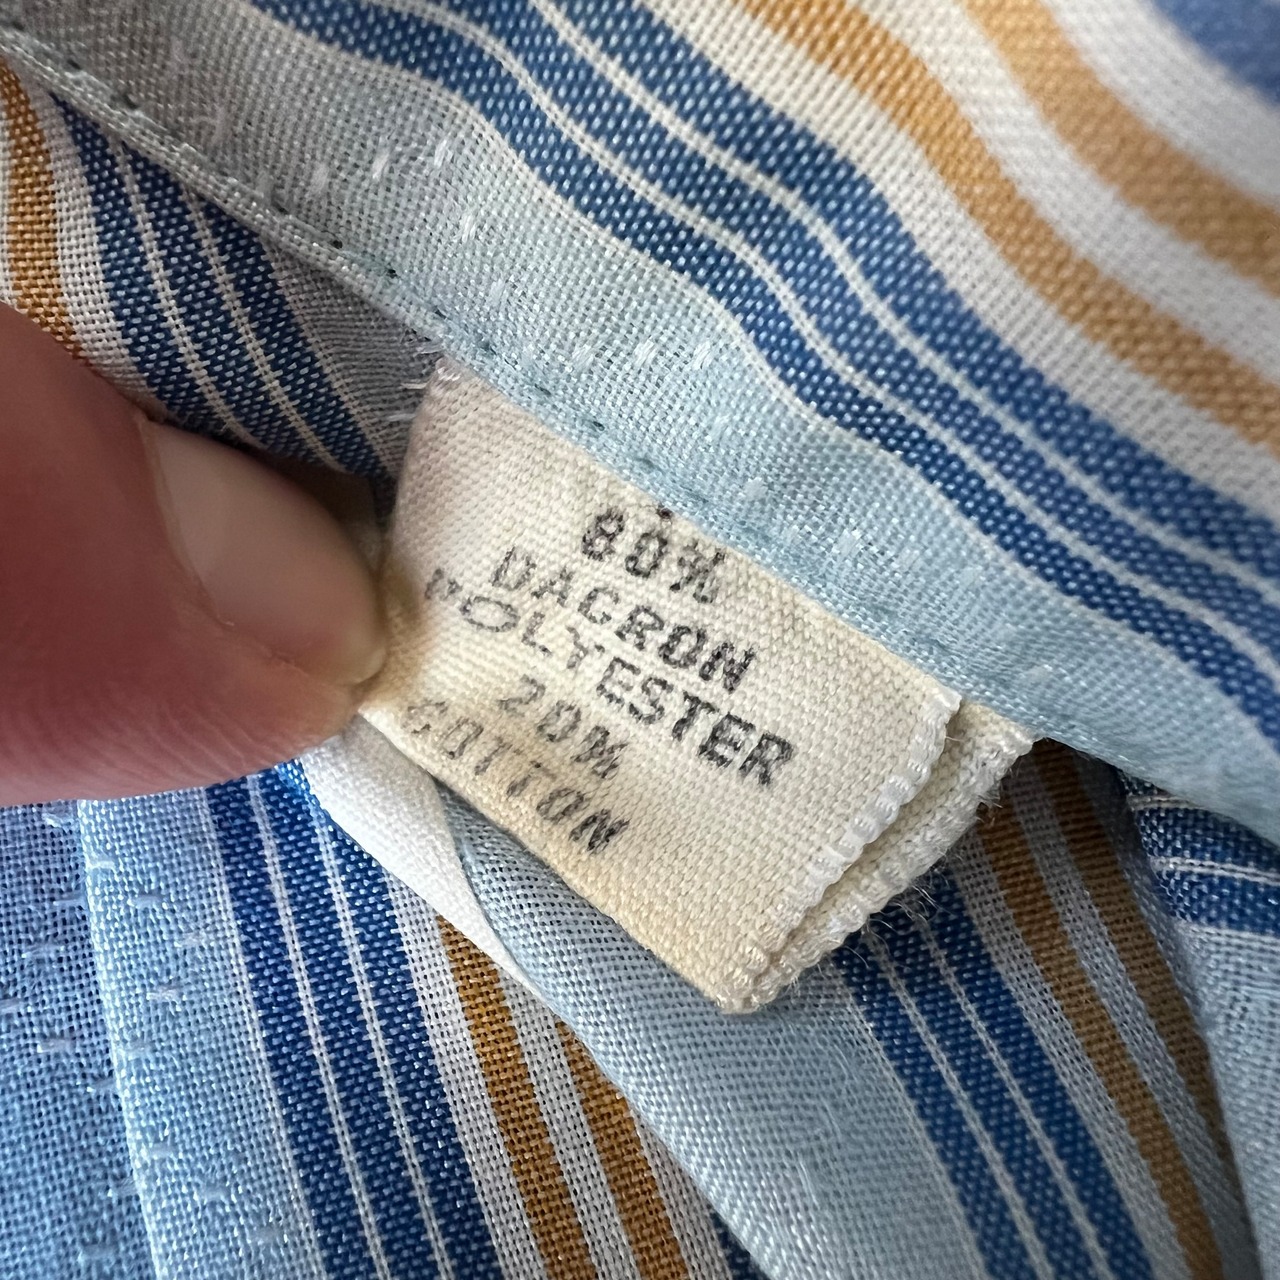 80%
DACRON
POLYESTER
20%
COTTON